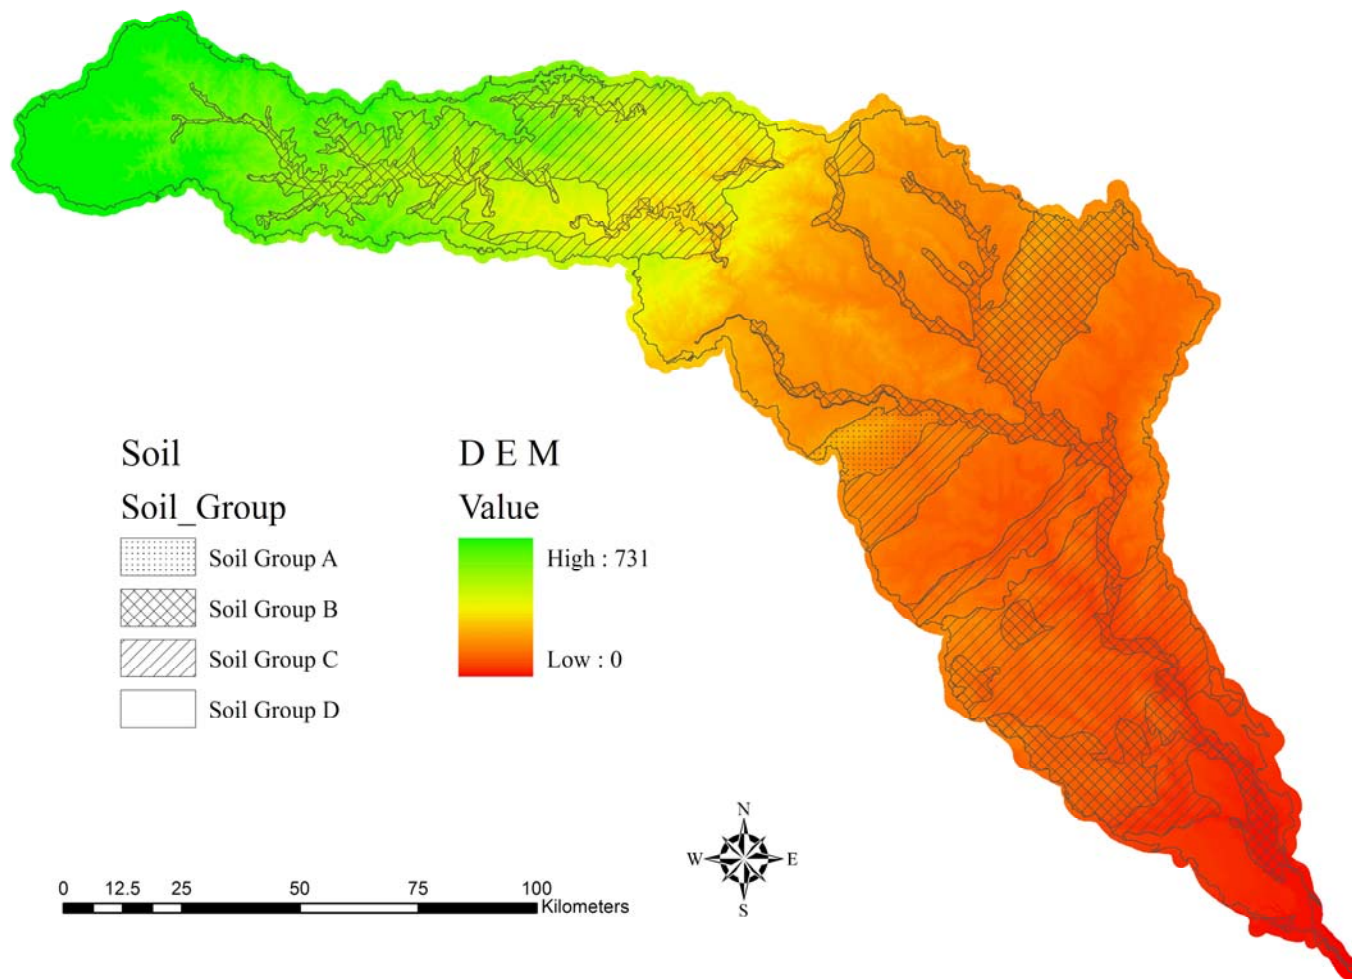 Soil
Soil_Group
Soil Group A
Soil Group B
Soil Group C
Soil Group D
D E M
Value
High : 731
Low : 0
N
W E
S
0 12.5 25 50 75 100
Kilometers